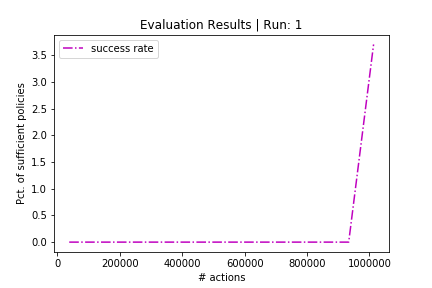 Evaluation Results | Run: 1
success rate
Pct. of sufficient policies
3.5
3.0
2.5
2.0
1.5
1.0
0.5
0.0
0 200000 400000 600000 800000 1000000
# actions